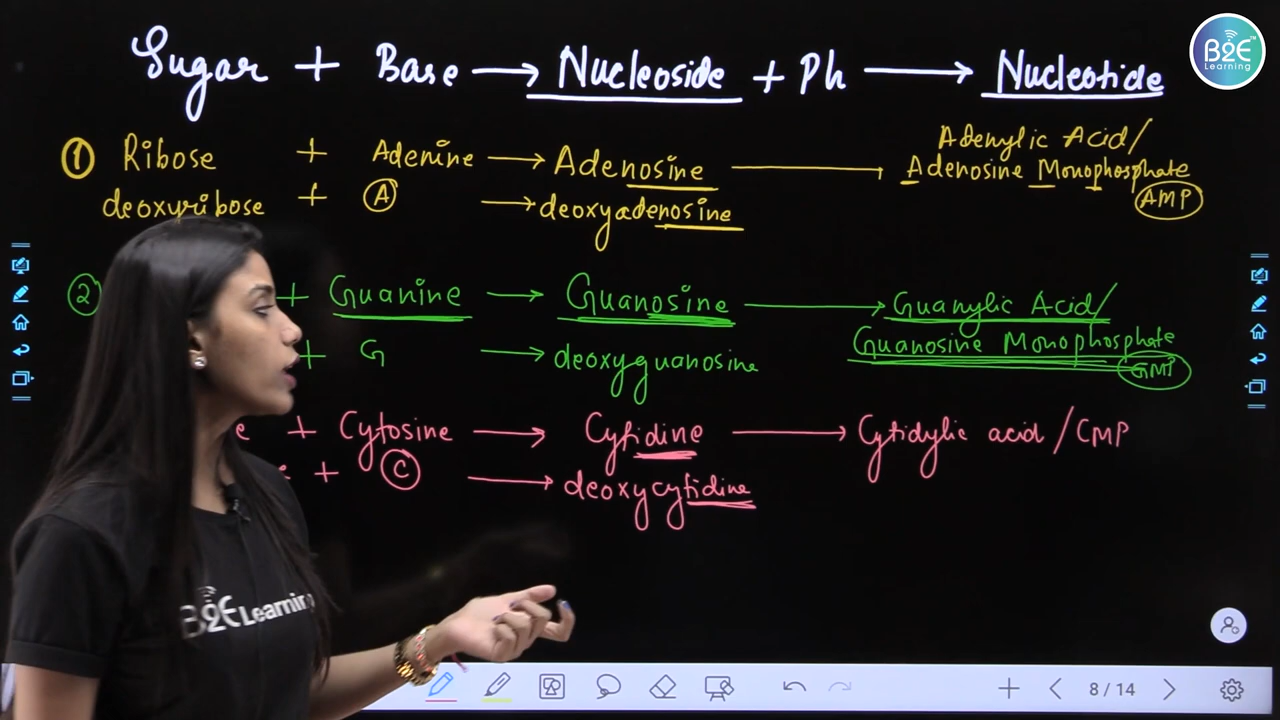 B2E™
Learning
Sugar + Base → Nucleoside + Ph → Nucleotide
Adenylic Acid/
① Ribose + Adenine → Adenosine → Adenosine Monophosphate
AMP
deoxyribose + A → deoxyadenosine
② + Guanine → Guanosine → Guanylic Acid/
Guanosine Monophosphate
GMP
+ G → deoxyguanosine
e + Cytosine → Cytidine → Cytidylic acid / CMP
e + C → deoxycytidine
B2E Learning
8 / 14